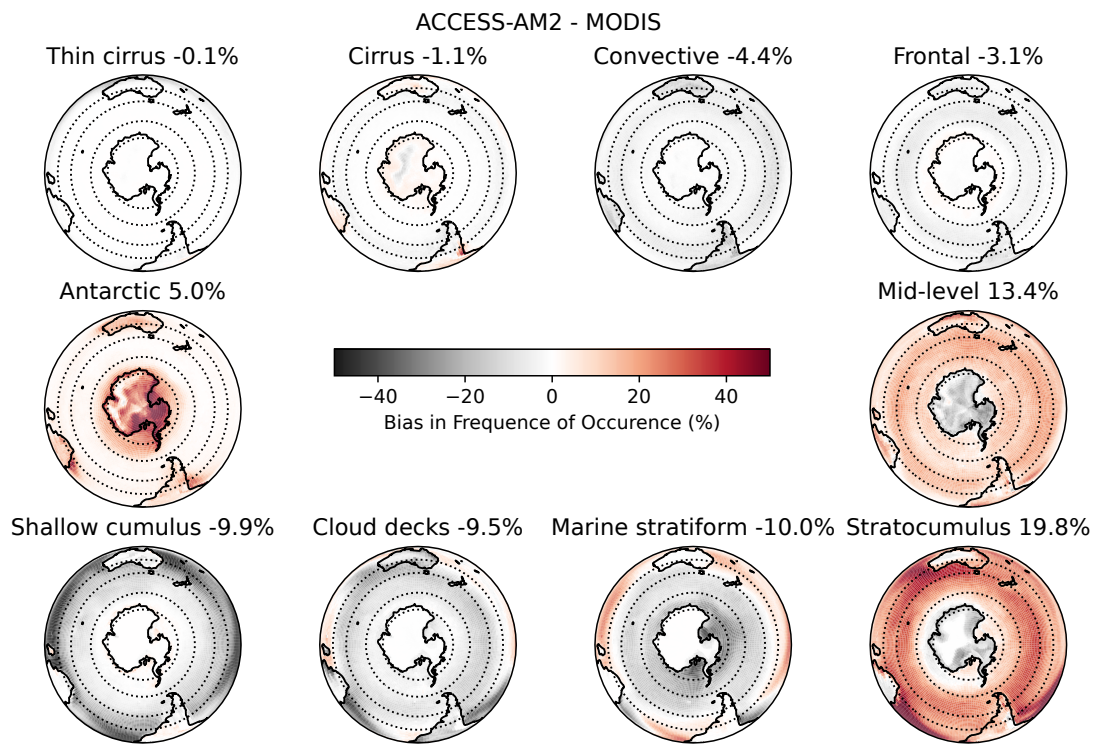 ACCESS-AM2 - MODIS
Thin cirrus -0.1%
Cirrus -1.1%
Convective -4.4%
Frontal -3.1%
Antarctic 5.0%
Mid-level 13.4%
−40 −20 0 20 40
Bias in Frequence of Occurence (%)
Shallow cumulus -9.9%
Cloud decks -9.5%
Marine stratiform -10.0%
Stratocumulus 19.8%